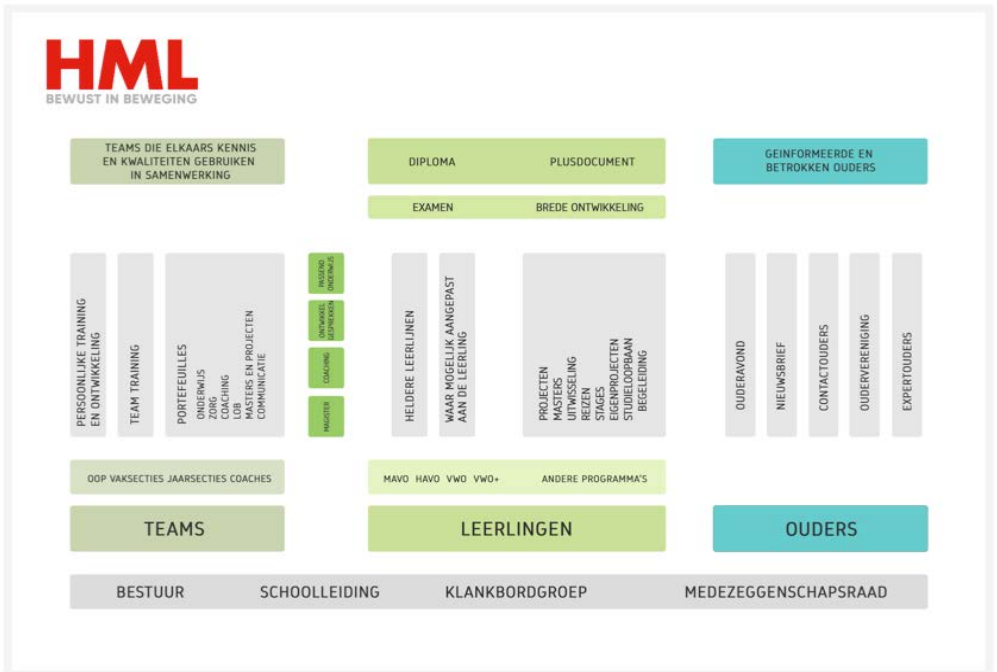 HML
BEWUST IN BEWEGING
TEAMS DIE ELKAARS KENNIS
EN KWALITEITEN GEBRUIKEN
IN SAMENWERKING
DIPLOMA PLUSDOCUMENT
GEINFORMEERDE EN
BETROKKEN OUDERS
EXAMEN BREDE ONTWIKKELING
PERSOONLIJKE TRAINING
EN ONTWIKKELING
TEAM TRAINING
PORTEFEUILLES
ONDERWIJS
ZORG
COACHING
LOB
MASTERS EN PROJECTEN
COMMUNICATIE
PASSEND
ONDERWIJS
ONTWIKKEL
GESPREKKEN
COACHING
MAGISTER
HELDERE LEERLIJNEN
WAAR MOGELIJK AANGEPAST
AAN DE LEERLING
PROJECTEN
MASTERS
UITWISSELING
REIZEN
STAGES
EIGENPROJECTEN
STUDIELOOPBAAN
BEGELEIDING
OUDERAVOND
NIEUWSBRIEF
CONTACTOUDERS
OUDERVERENIGING
EXPERTOUDERS
OOP VAKSECTIES JAARSECTIES COACHES
MAVO HAVO VWO VWO+ ANDERE PROGRAMMA'S
TEAMS
LEERLINGEN
OUDERS
BESTUUR SCHOOLLEIDING KLANKBORDGROEP MEDEZEGGENSCHAPSRAAD